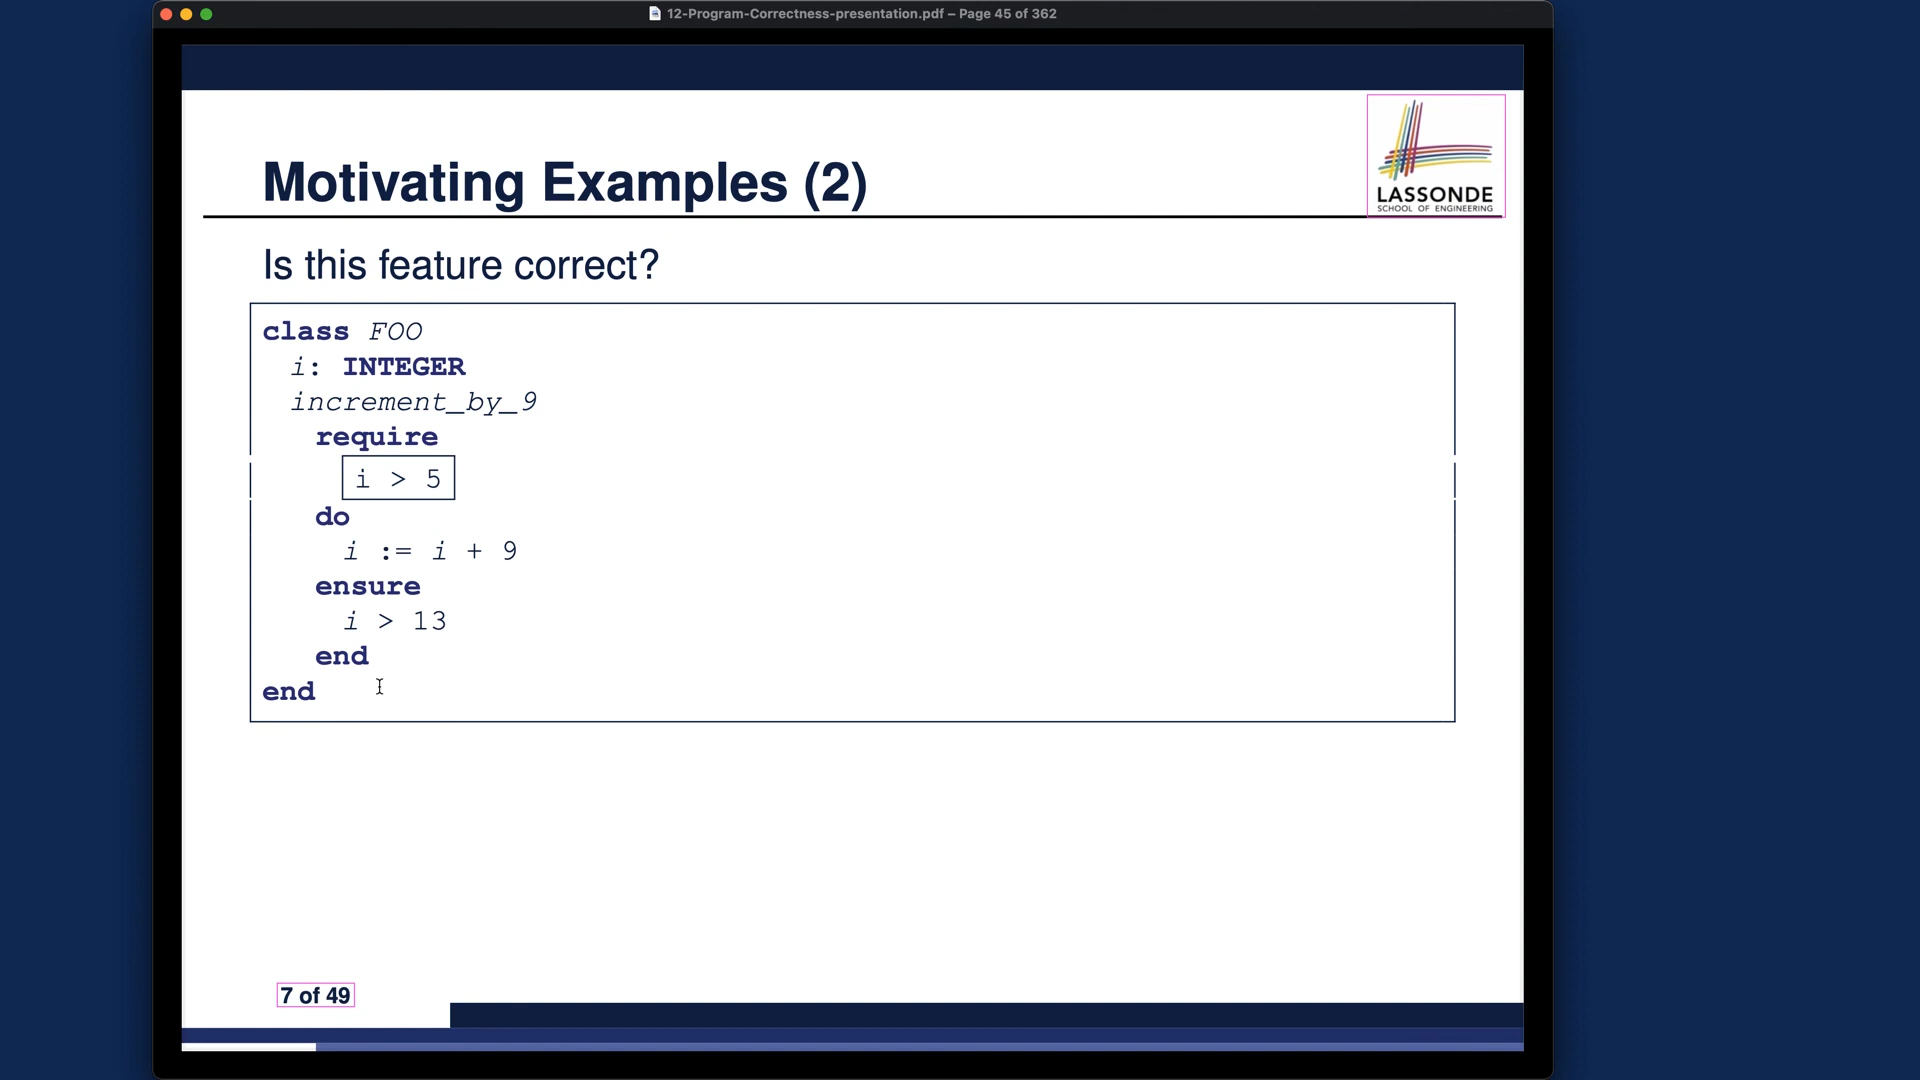 12-Program-Correctness-presentation.pdf – Page 45 of 362
LASSONDE
SCHOOL OF ENGINEERING
Motivating Examples (2)
Is this feature correct?
class FOO
i: INTEGER
increment_by_9
require
i > 5
do
i := i + 9
ensure
i > 13
end
end
7 of 49